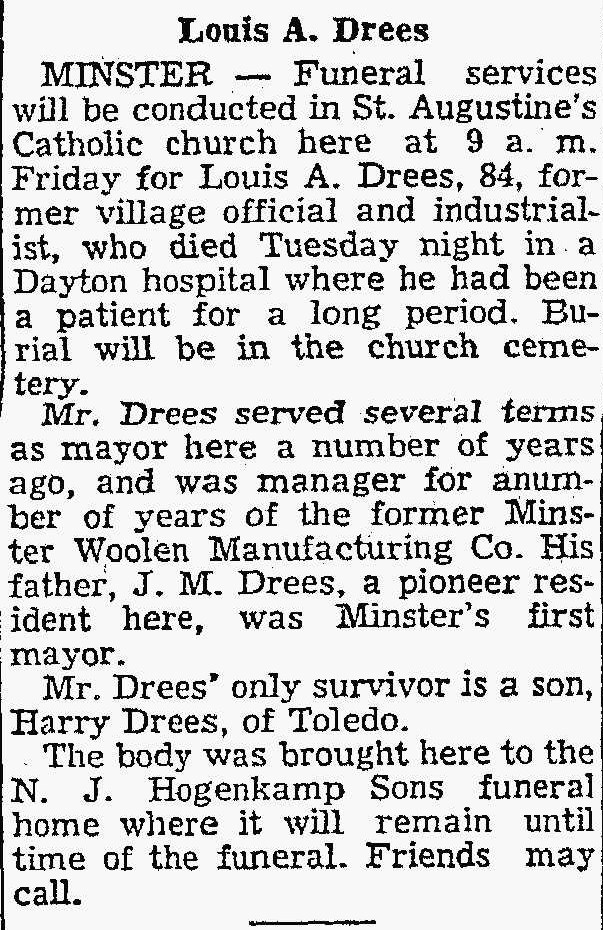 Louis A. Drees
MINSTER — Funeral services
will be conducted in St. Augustine's
Catholic church here at 9 a. m.
Friday for Louis A. Drees, 84, for-
mer village official and industrial-
ist, who died Tuesday night in a
Dayton hospital where he had been
a patient for a long period. Bu-
rial will be in the church ceme-
tery.
Mr. Drees served several terms
as mayor here a number of years
ago, and was manager for anum-
ber of years of the former Mins-
ter Woolen Manufacturing Co. His
father, J. M. Drees, a pioneer res-
ident here, was Minster's first
mayor.
Mr. Drees' only survivor is a son,
Harry Drees, of Toledo.
The body was brought here to the
N. J. Hogenkamp Sons funeral
home where it will remain until
time of the funeral. Friends may
call.